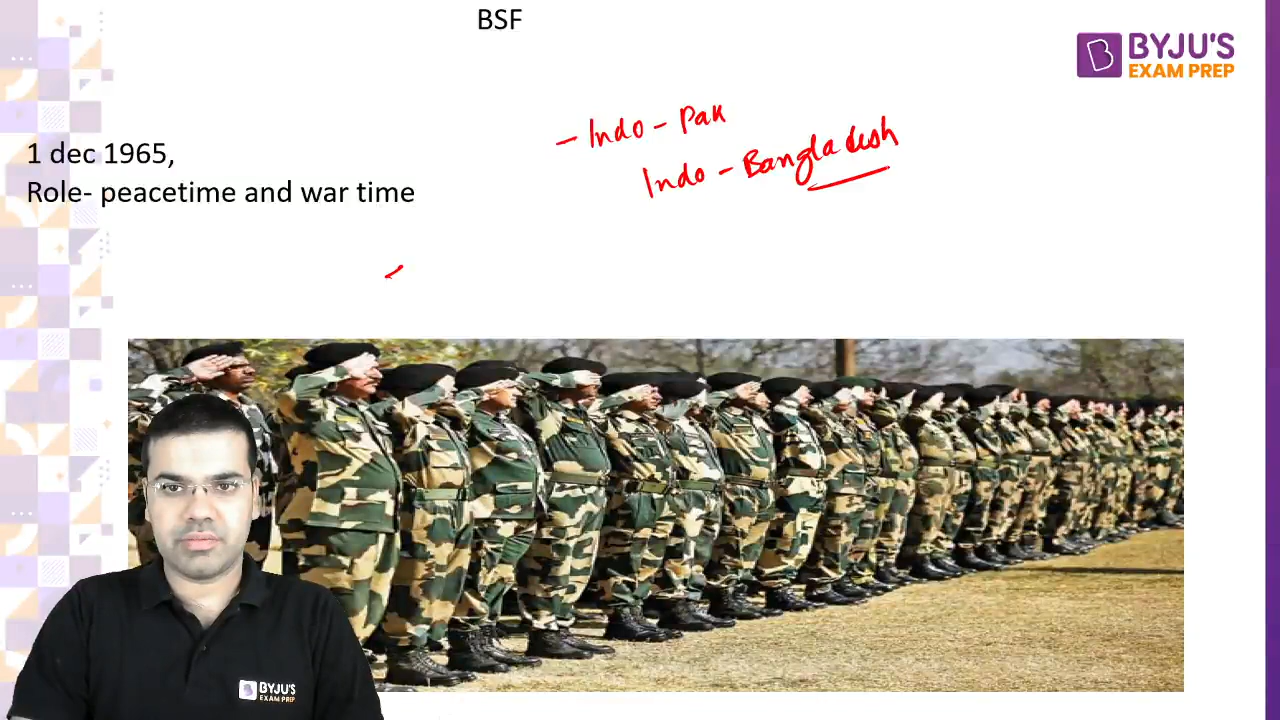 BSF
BYJU'S
EXAM PREP
- Indo - Pak
Indo - Bangladesh
1 dec 1965,
Role- peacetime and war time
BYJU'S
EXAM PREP